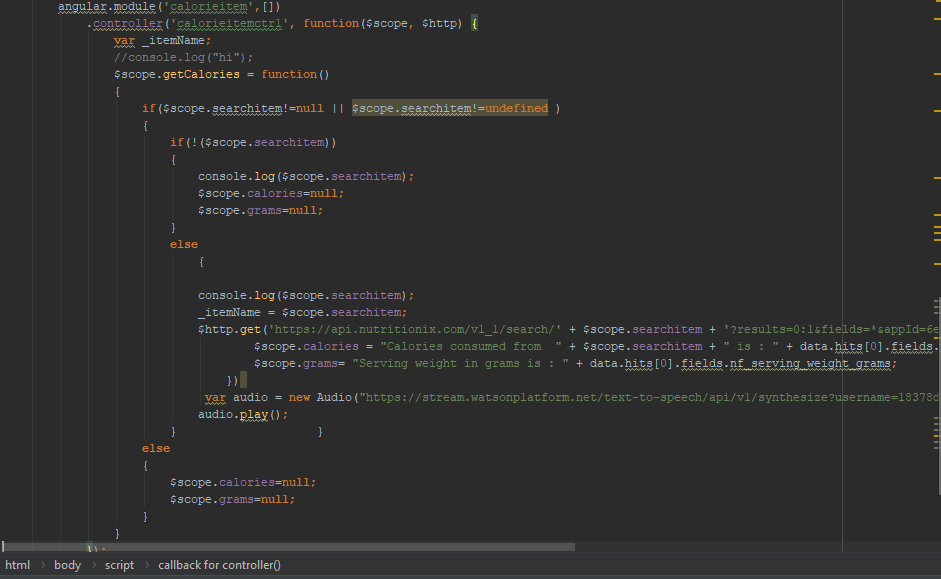 angular.module('calorieitem',[])
.controller('calorieitemctrl', function($scope, $http) {
var _itemName;
//console.log("hi");
$scope.getCalories = function()
{
if($scope.searchitem!=null || $scope.searchitem!=undefined )
{
if(!($scope.searchitem))
{
console.log($scope.searchitem);
$scope.calories=null;
$scope.grams=null;
}
else
{
console.log($scope.searchitem);
_itemName = $scope.searchitem;
$http.get('https://api.nutritionix.com/v1_1/search/' + $scope.searchitem + '?results=0:1&fields=*&appId=6e
$scope.calories = "Calories consumed from  " + $scope.searchitem + " is : " + data.hits[0].fields.
$scope.grams= "Serving weight in grams is : " + data.hits[0].fields.nf_serving_weight_grams;
})
var audio = new Audio("https://stream.watsonplatform.net/text-to-speech/api/v1/synthesize?username=18378d
audio.play();
} }
else
{
$scope.calories=null;
$scope.grams=null;
}
}
});
html › body › script › callback for controller()